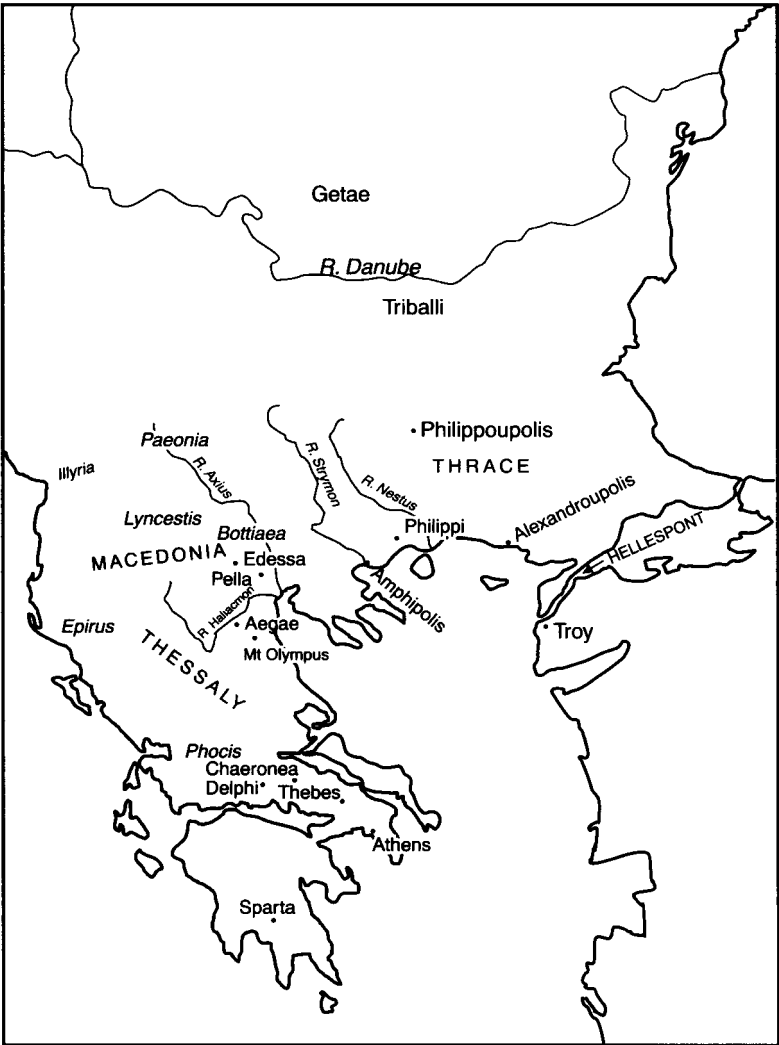 Getae
R. Danube
Triballi
Philippoupolis
Paeonia
THRACE
Illyria
R. Axius
R. Strymon
R. Nestus
Lyncestis
Bottiaea
Philippi
Alexandroupolis
HELLESPONT
MACEDONIA
Edessa
Pella
Amphipolis
R. Haliacmon
Aegae
Epirus
Troy
Mt Olympus
THESSALY
Phocis
Chaeronea
Delphi
Thebes
Athens
Sparta